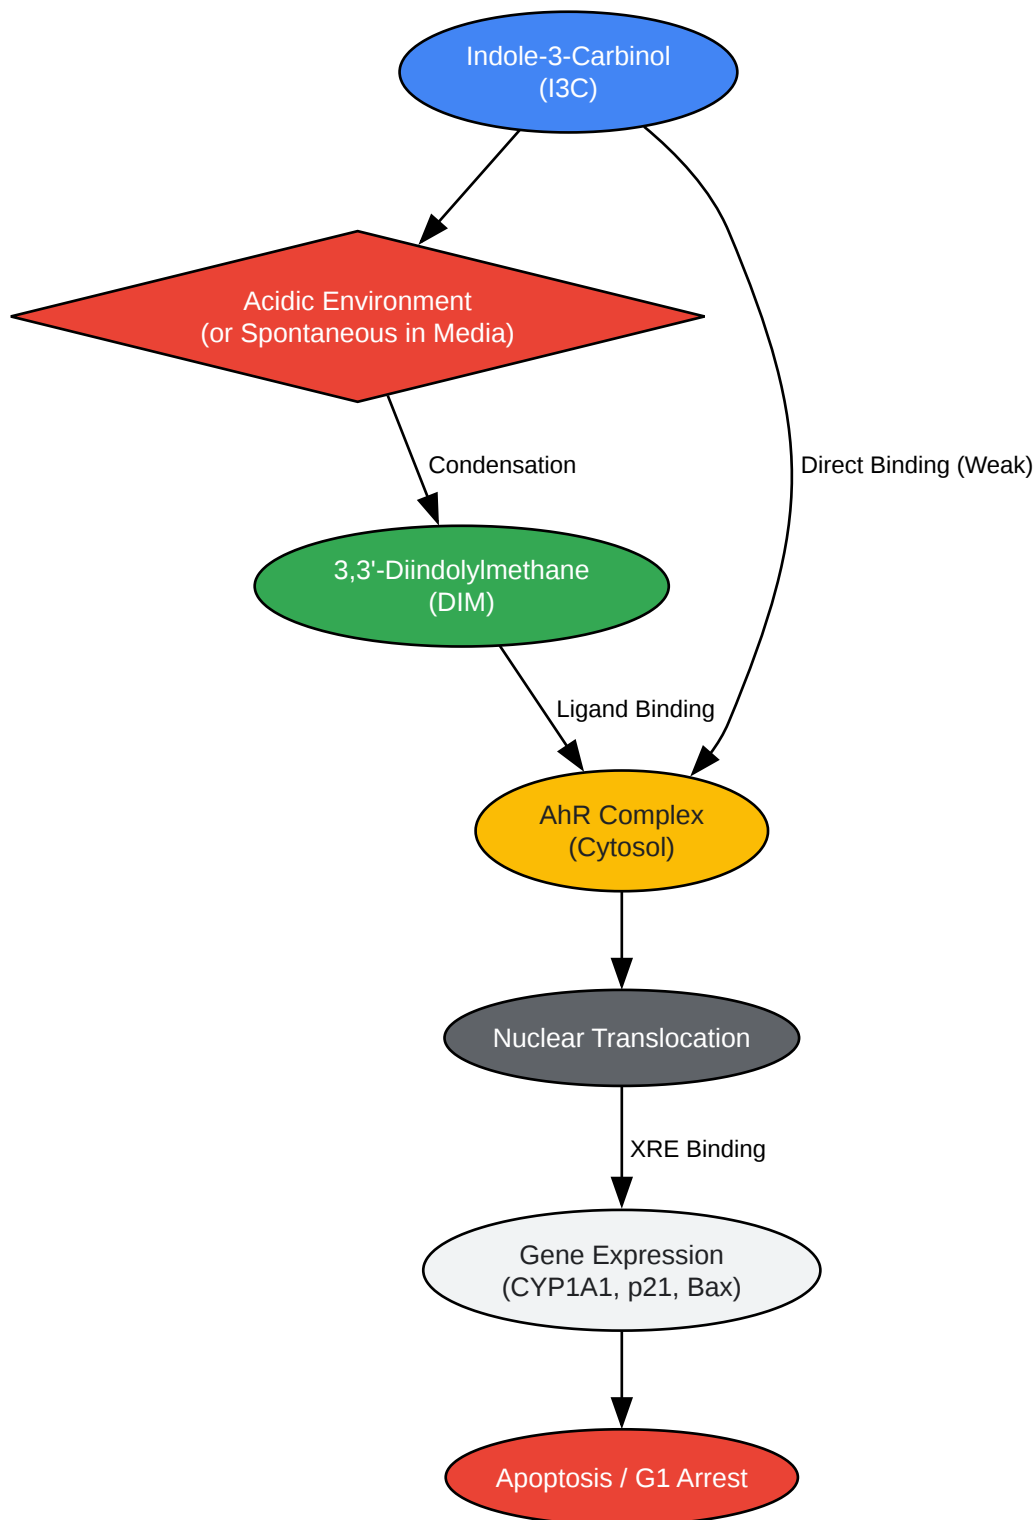 Indole-3-Carbinol
(I3C)
Acidic Environment
(or Spontaneous in Media)
Condensation
Direct Binding (Weak)
3,3'-Diindolylmethane
(DIM)
Ligand Binding
AhR Complex
(Cytosol)
Nuclear Translocation
XRE Binding
Gene Expression
(CYP1A1, p21, Bax)
Apoptosis / G1 Arrest